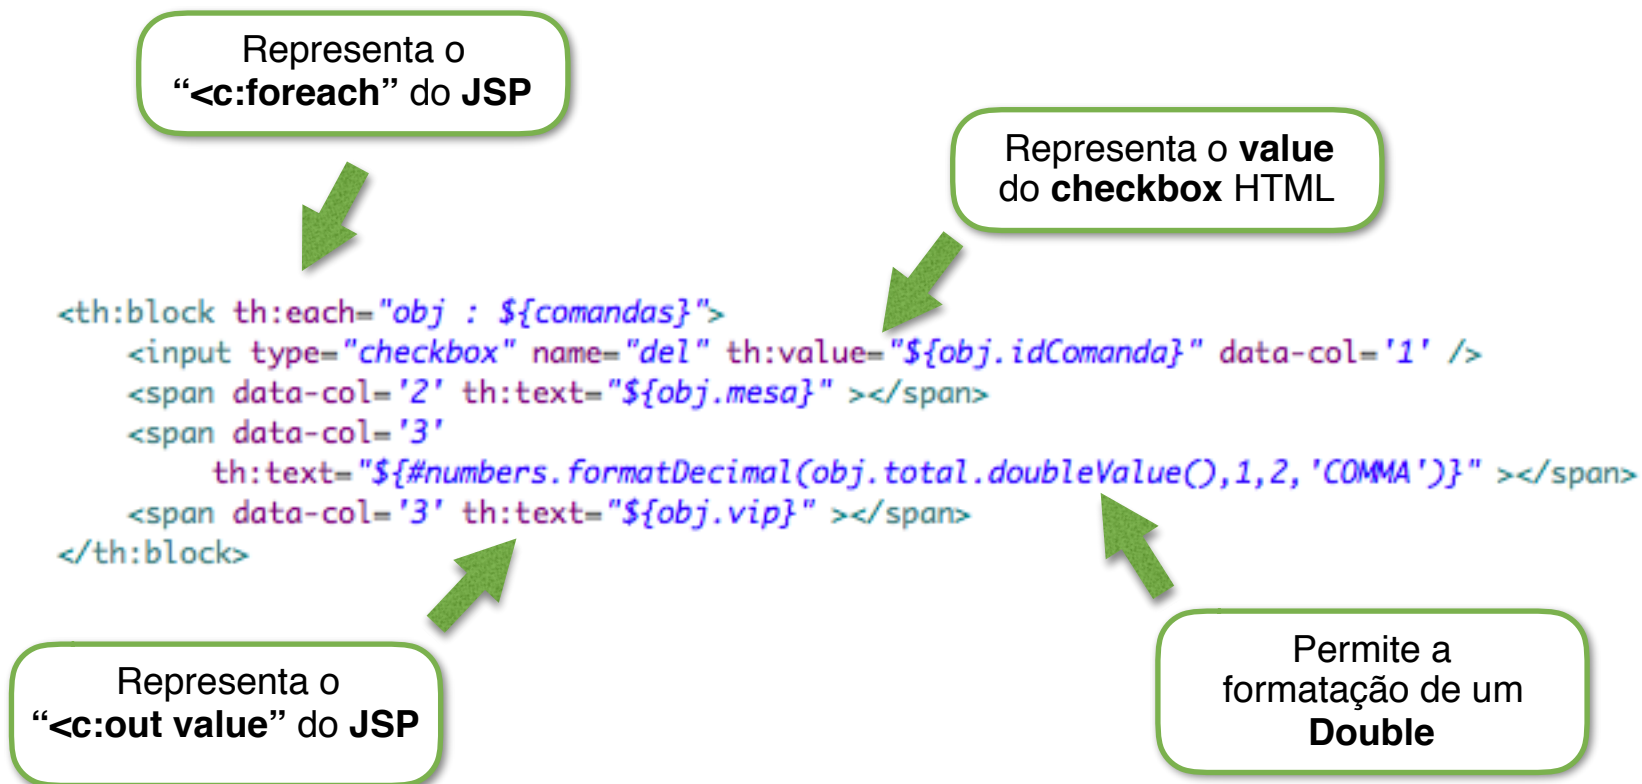 Representa o
“<c:foreach” do JSP
Representa o value
do checkbox HTML
<th:block th:each="obj : ${comandas}">
<input type="checkbox" name="del" th:value="${obj.idComanda}" data-col='1' />
<span data-col='2' th:text="${obj.mesa}" ></span>
<span data-col='3'
th:text="${#numbers.formatDecimal(obj.total.doubleValue(),1,2,'COMMA')}" ></span>
<span data-col='3' th:text="${obj.vip}" ></span>
</th:block>
Representa o
“<c:out value” do JSP
Permite a
formatação de um
Double